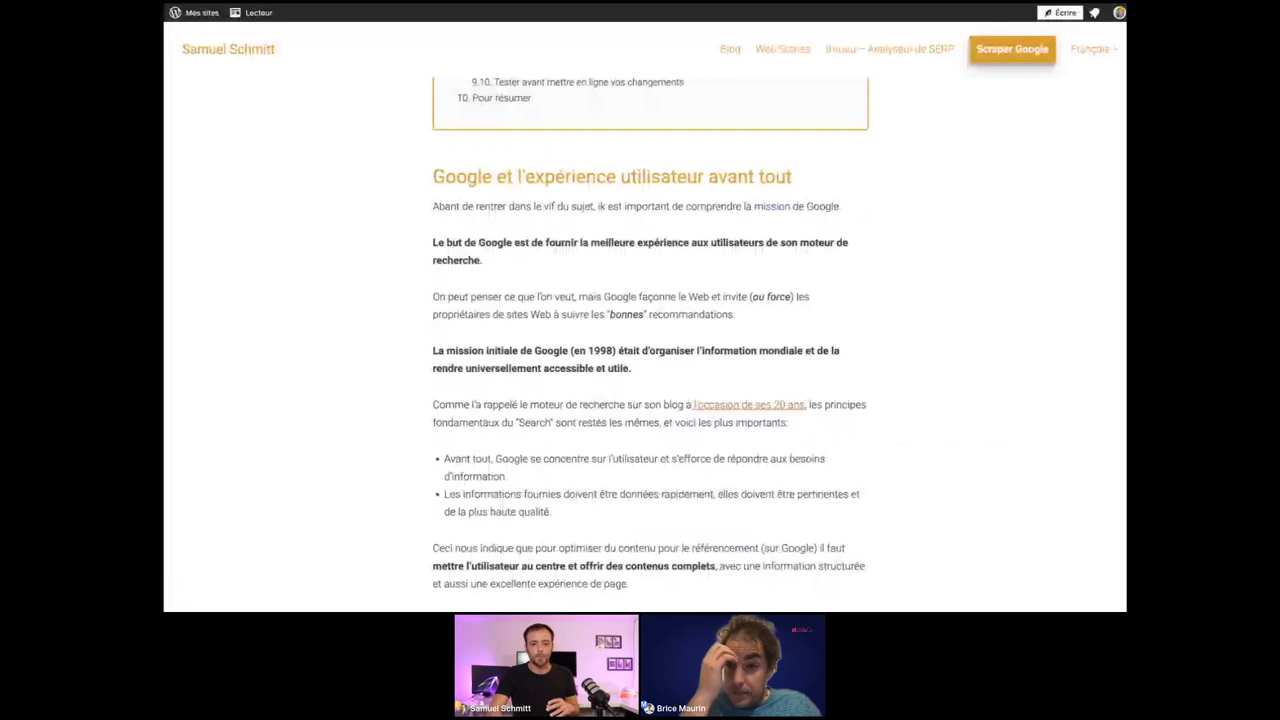 Mes sites
Lecteur
Écrire
Samuel Schmitt
Blog
Web Stories
Analyseur de SERP
Scraper Google
Français
9.10. Tester avant mettre en ligne vos changements
10. Pour résumer
Google et l'expérience utilisateur avant tout
Abant de rentrer dans le vif du sujet, ik est important de comprendre la mission de Google.
Le but de Google est de fournir la meilleure expérience aux utilisateurs de son moteur de
recherche.
On peut penser ce que l'on veut, mais Google façonne le Web et invite (ou force) les
propriétaires de sites Web à suivre les "bonnes" recommandations.
La mission initiale de Google (en 1998) était d'organiser l'information mondiale et de la
rendre universellement accessible et utile.
Comme l'a rappelé le moteur de recherche sur son blog à l'occasion de ses 20 ans, les principes
fondamentaux du "Search" sont restés les mêmes, et voici les plus importants:
• Avant tout, Google se concentre sur l'utilisateur et s'efforce de répondre aux besoins
d'information.
• Les informations fournies doivent être données rapidement, elles doivent être pertinentes et
de la plus haute qualité.
Ceci nous indique que pour optimiser du contenu pour le référencement (sur Google) il faut
mettre l'utilisateur au centre et offrir des contenus complets, avec une information structurée
et aussi une excellente expérience de page.
Samuel Schmitt
Brice Maurin